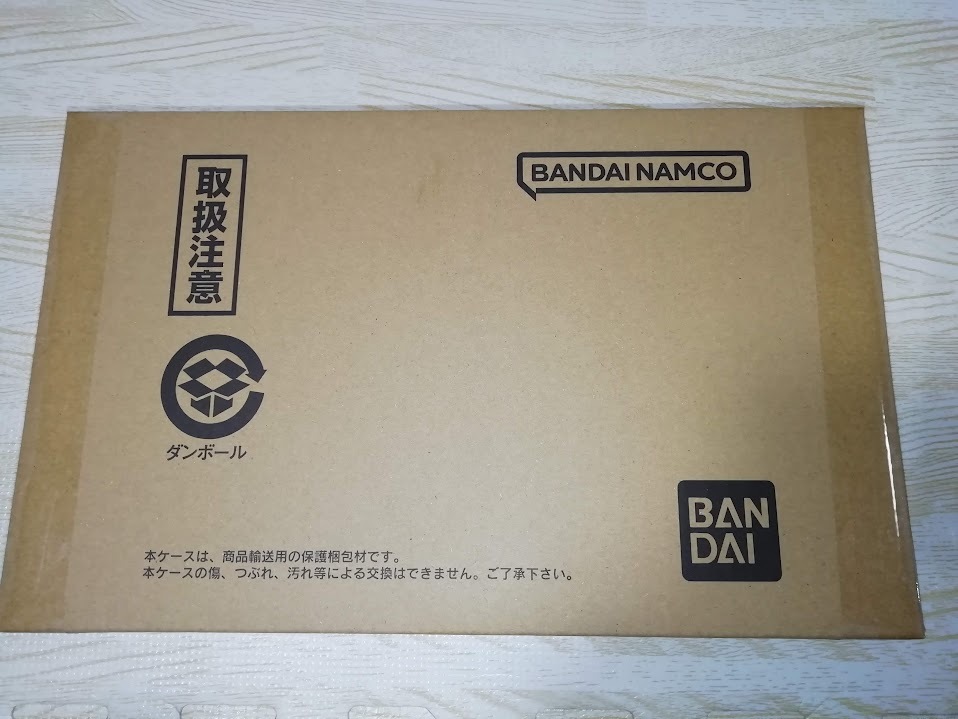 取扱注意
BANDAI NAMCO
ダンボール
BAN
DAI
本ケースは、商品輸送用の保護梱包材です。
本ケースの傷、つぶれ、汚れ等による交換はできません。ご了承下さい。